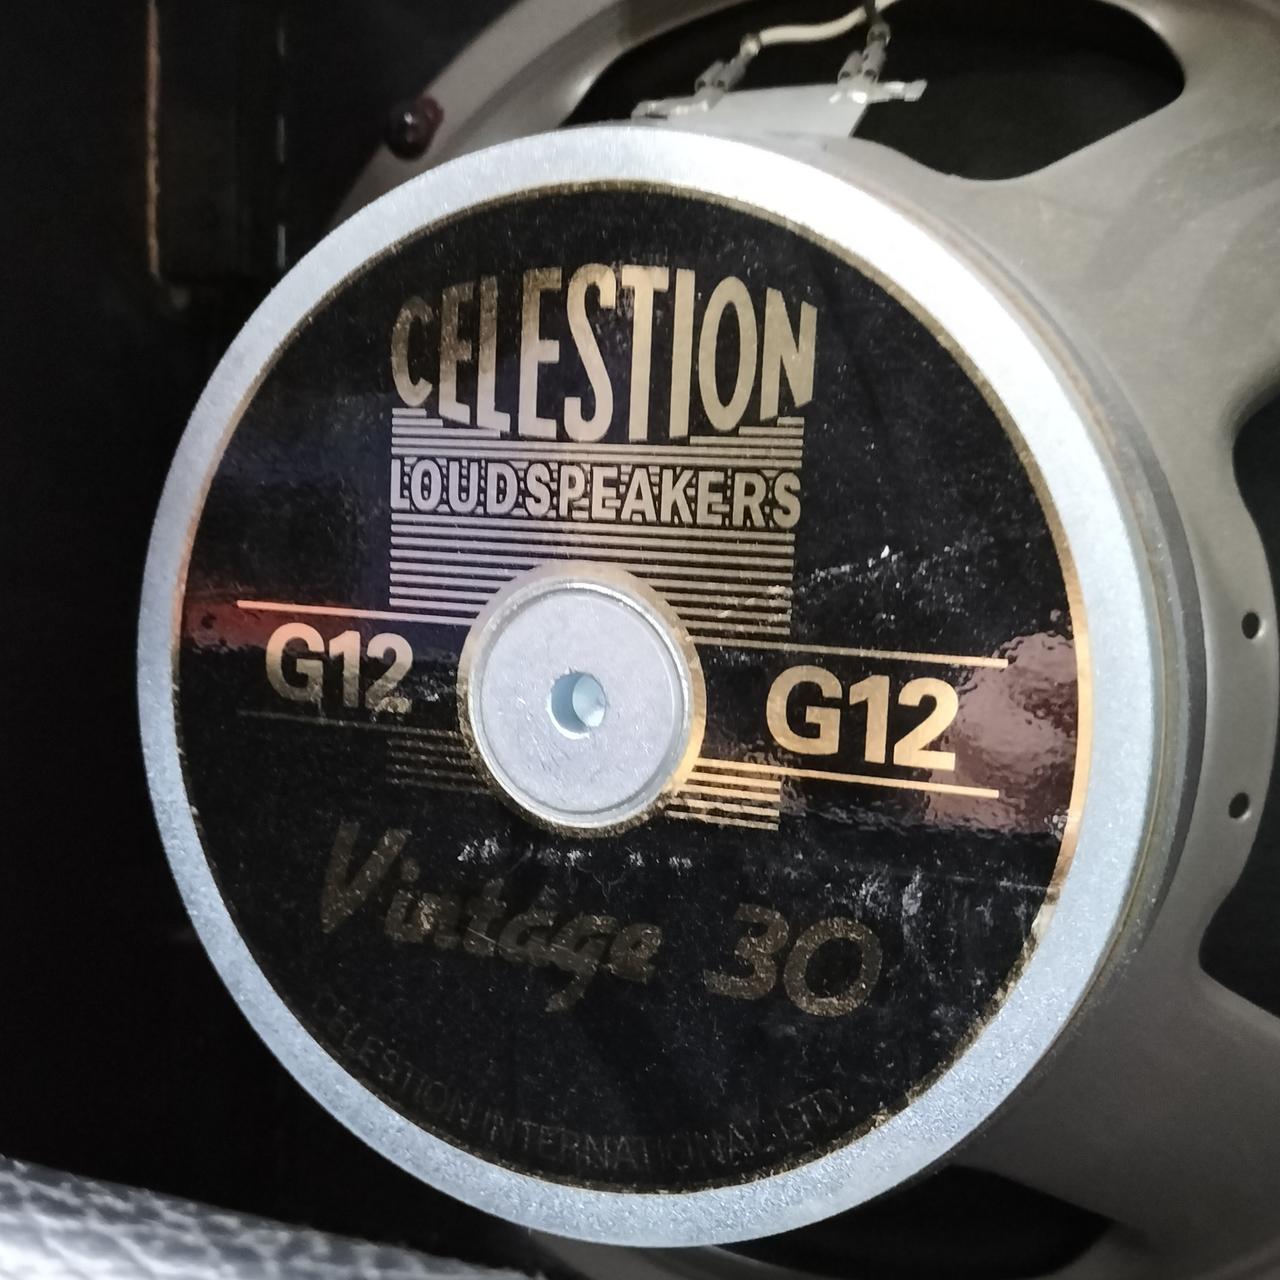 CELESTION
LOUDSPEAKERS
G12 G12
Vintage 30
CELESTION INTERNATIONAL LTD.